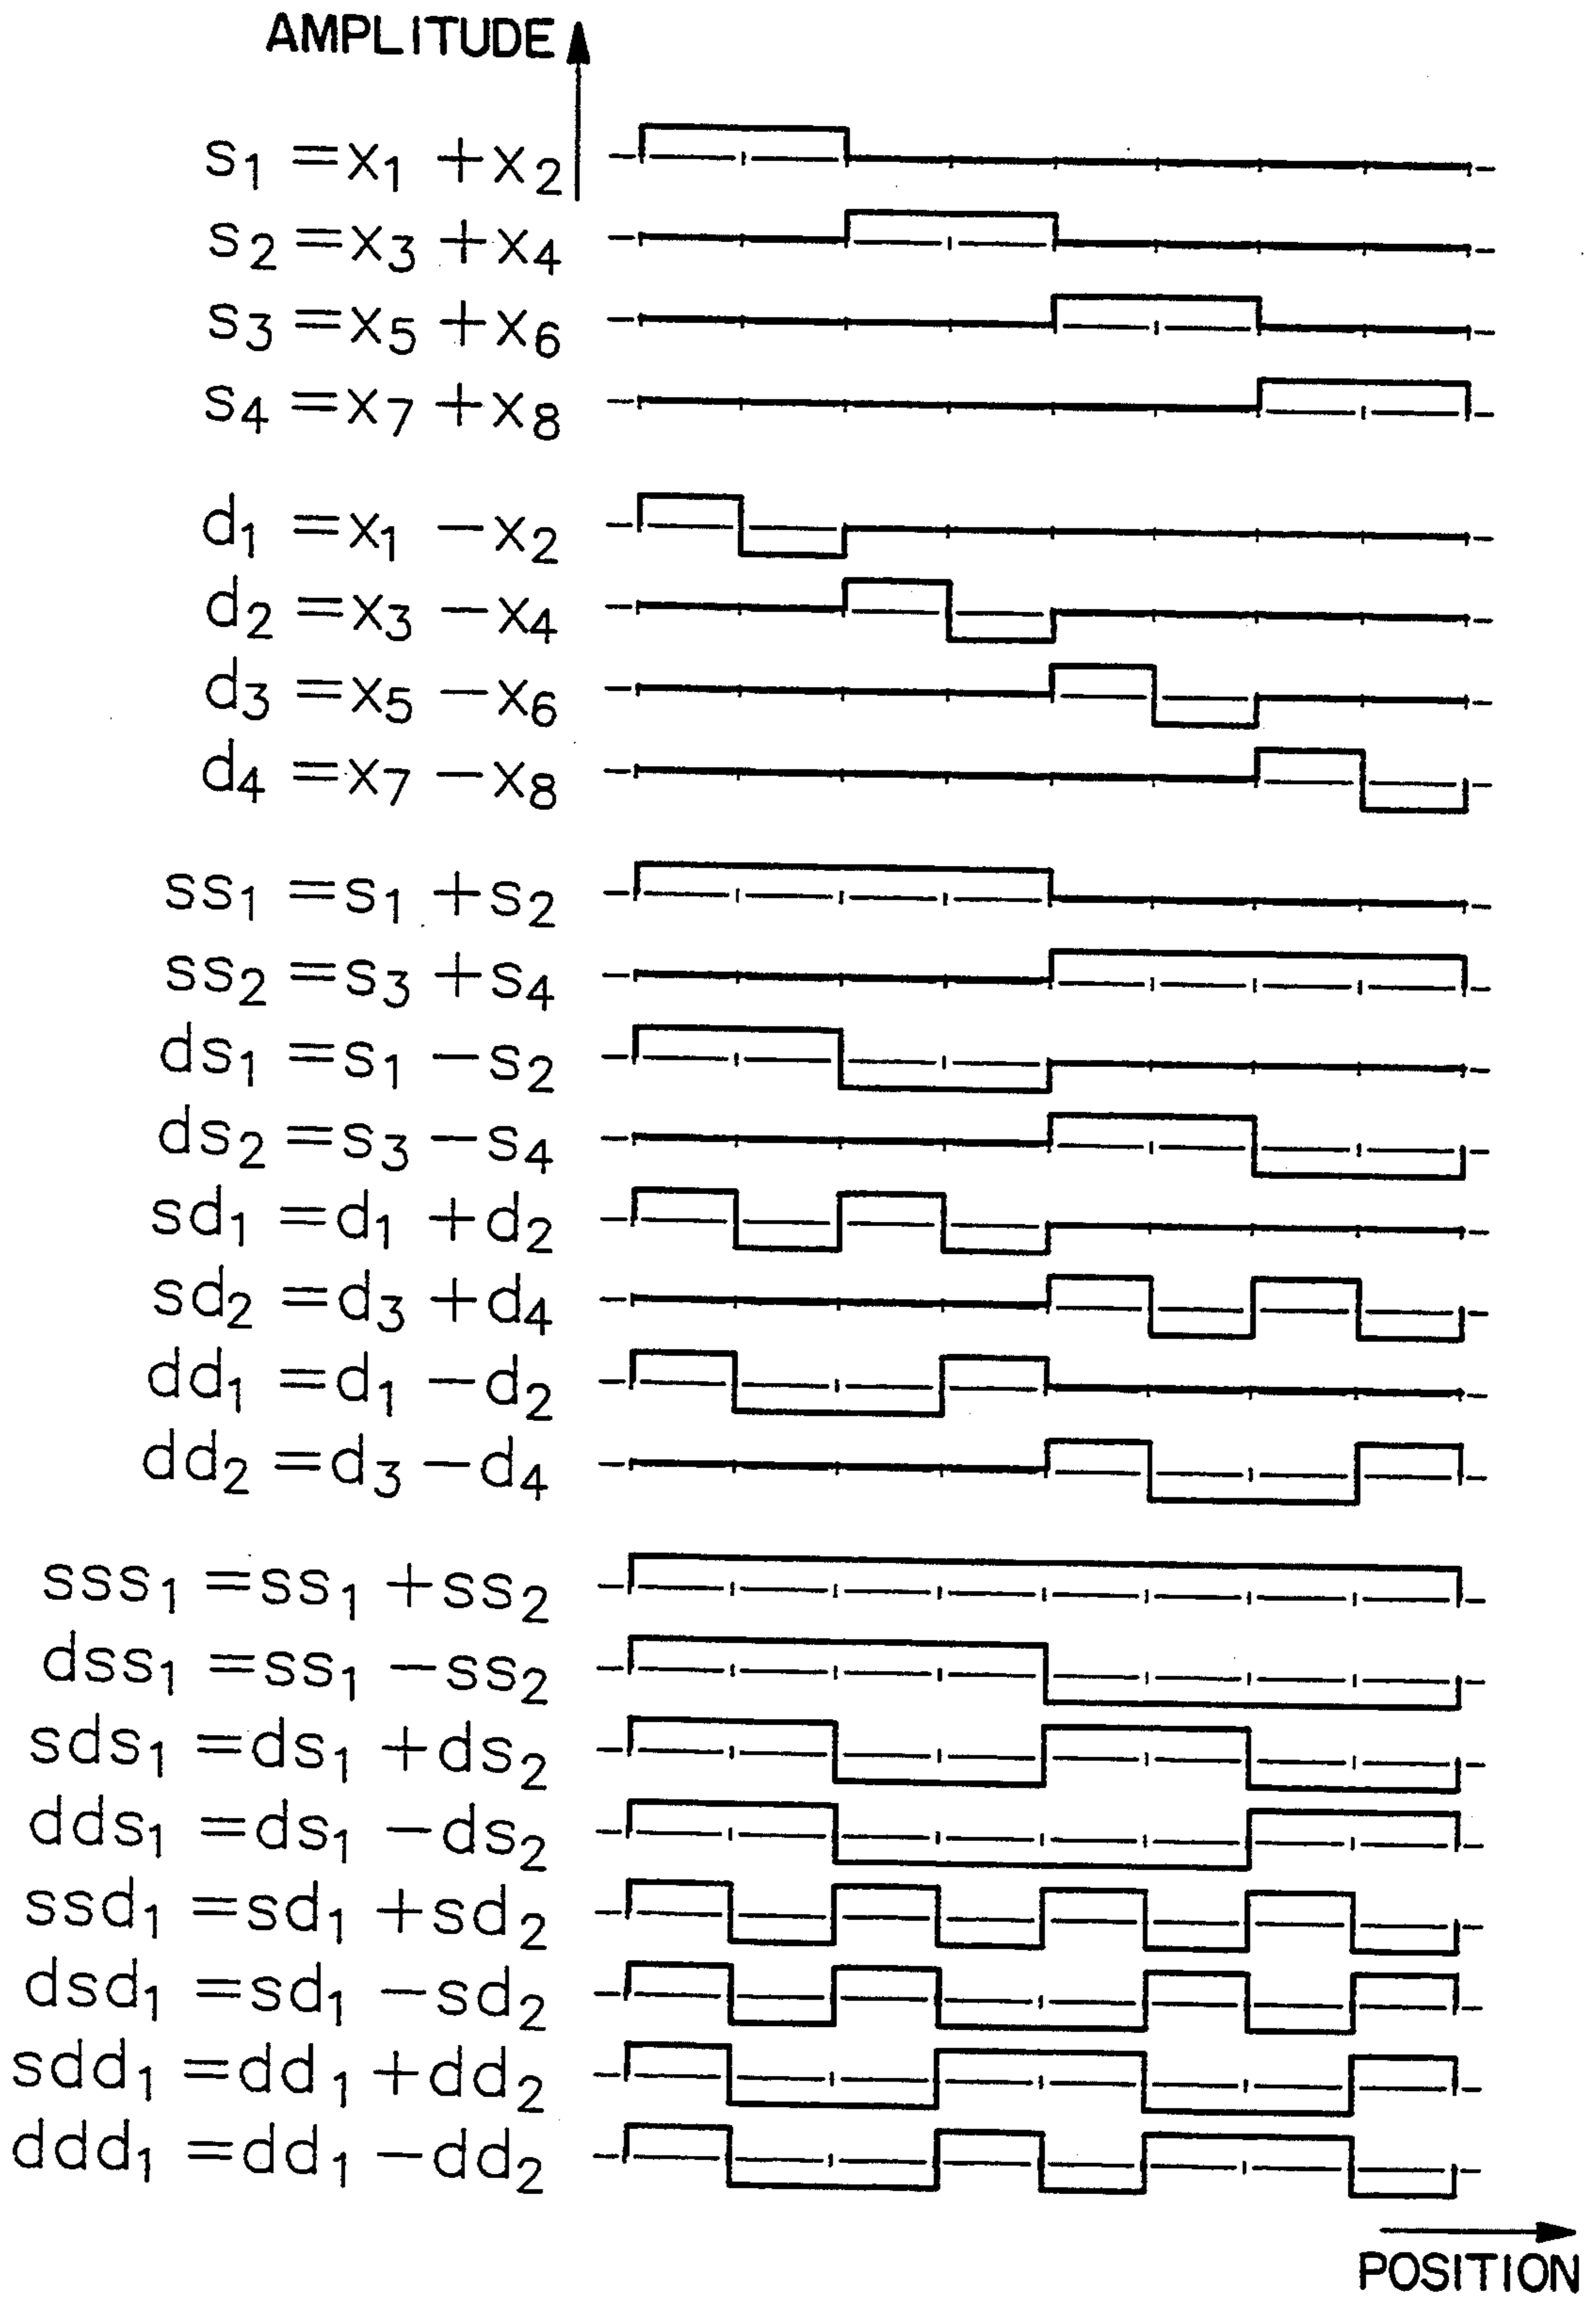 AMPLITUDE
s₁ = x₁ + x₂
s₂ = x₃ + x₄
s₃ = x₅ + x₆
s₄ = x₇ + x₈
d₁ = x₁ − x₂
d₂ = x₃ − x₄
d₃ = x₅ − x₆
d₄ = x₇ − x₈
ss₁ = s₁ + s₂
ss₂ = s₃ + s₄
ds₁ = s₁ − s₂
ds₂ = s₃ − s₄
sd₁ = d₁ + d₂
sd₂ = d₃ + d₄
dd₁ = d₁ − d₂
dd₂ = d₃ − d₄
sss₁ = ss₁ + ss₂
dss₁ = ss₁ − ss₂
sds₁ = ds₁ + ds₂
dds₁ = ds₁ − ds₂
ssd₁ = sd₁ + sd₂
dsd₁ = sd₁ − sd₂
sdd₁ = dd₁ + dd₂
ddd₁ = dd₁ − dd₂
POSITION